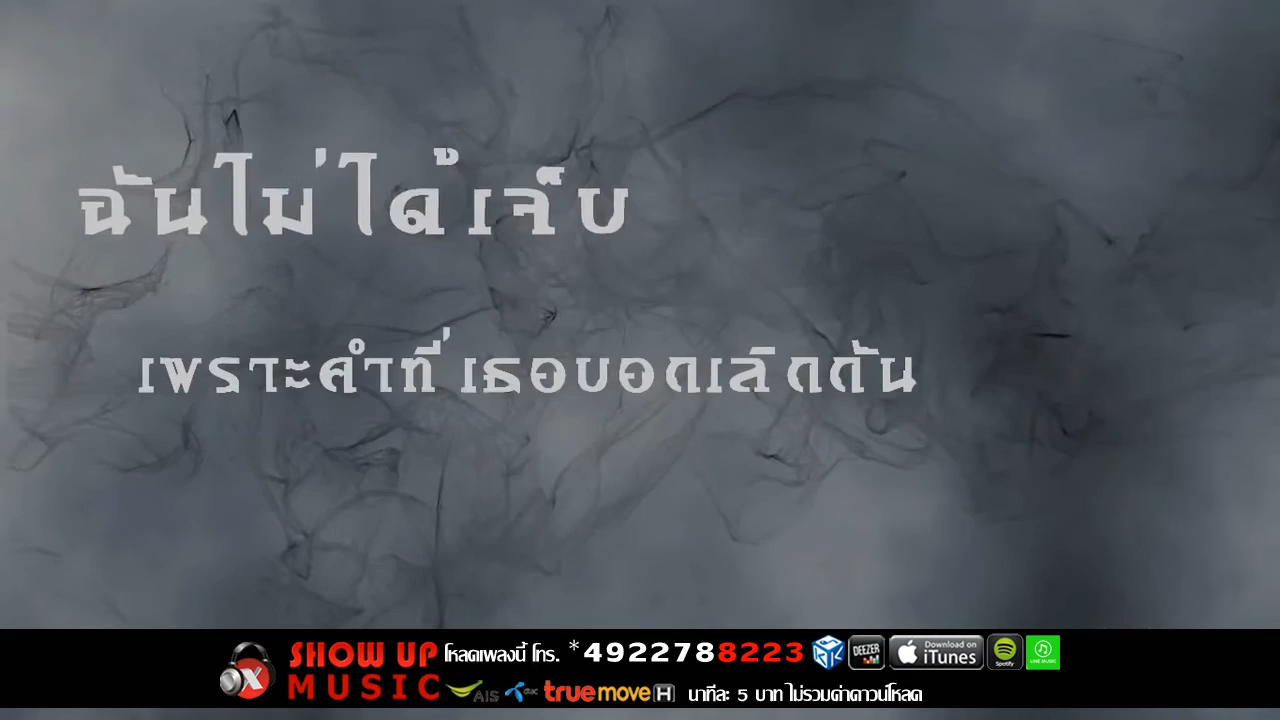 ฉันไม่ได้เจ็บ
เพราะคำที่เธอบอกเลิกกัน
SHOW UP
MUSIC
โหลดเพลงนี้ โทร. *49227788223
DEEZER
Download on
iTunes
Spotify
LINE MUSIC
AIS
dtac
truemove H
นาทีละ 5 บาท ไม่รวมค่าดาวน์โหลด